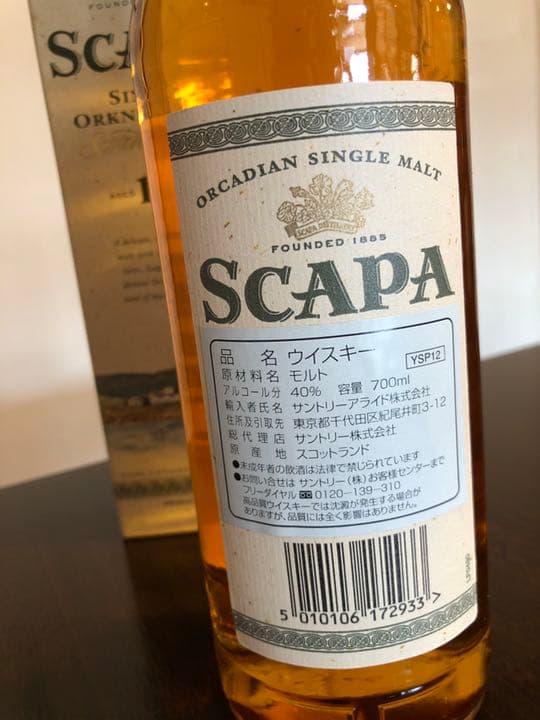 FOUNDED
SCA
SIN
ORKN
AGED 1
ORCADIAN SINGLE MALT
SCAPA DISTILLERY
FOUNDED 1885
SCAPA
品 名 ウイスキー YSP12
原材料名 モルト
アルコール分 40% 容量 700ml
輸入者氏名 サントリーアライド株式会社
住所及引取先 東京都千代田区紀尾井町3-12
総代理店 サントリー株式会社
原産地 スコットランド
●未成年者の飲酒は法律で禁じられています
●お問い合せは サントリー(株)お客様センターまで
フリーダイヤル 0120-139-310
高品質ウイスキーでは沈澱が発生する場合が
ありますが、品質には全く影響はありません。
5 010106 172933 >